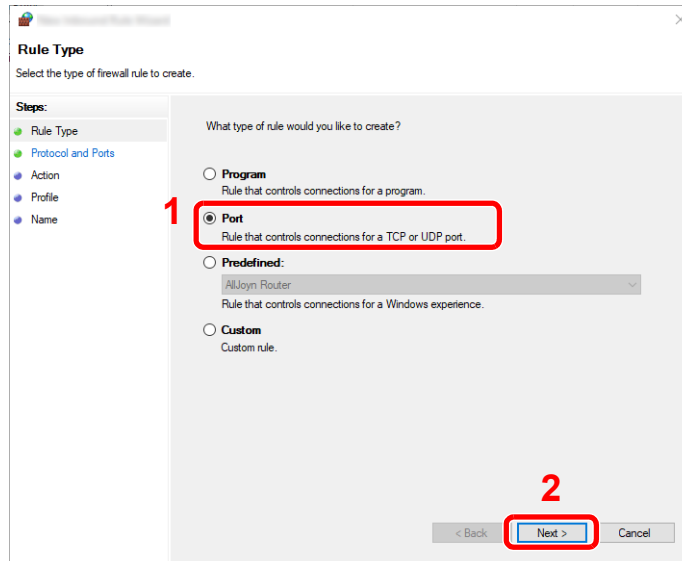 Rule Type
Select the type of firewall rule to create.
Steps:
Rule Type
Protocol and Ports
Action
Profile
Name
What type of rule would you like to create?
Program
Rule that controls connections for a program.
1
Port
Rule that controls connections for a TCP or UDP port.
Predefined:
AllJoyn Router
Rule that controls connections for a Windows experience.
Custom
Custom rule.
2
< Back
Next >
Cancel